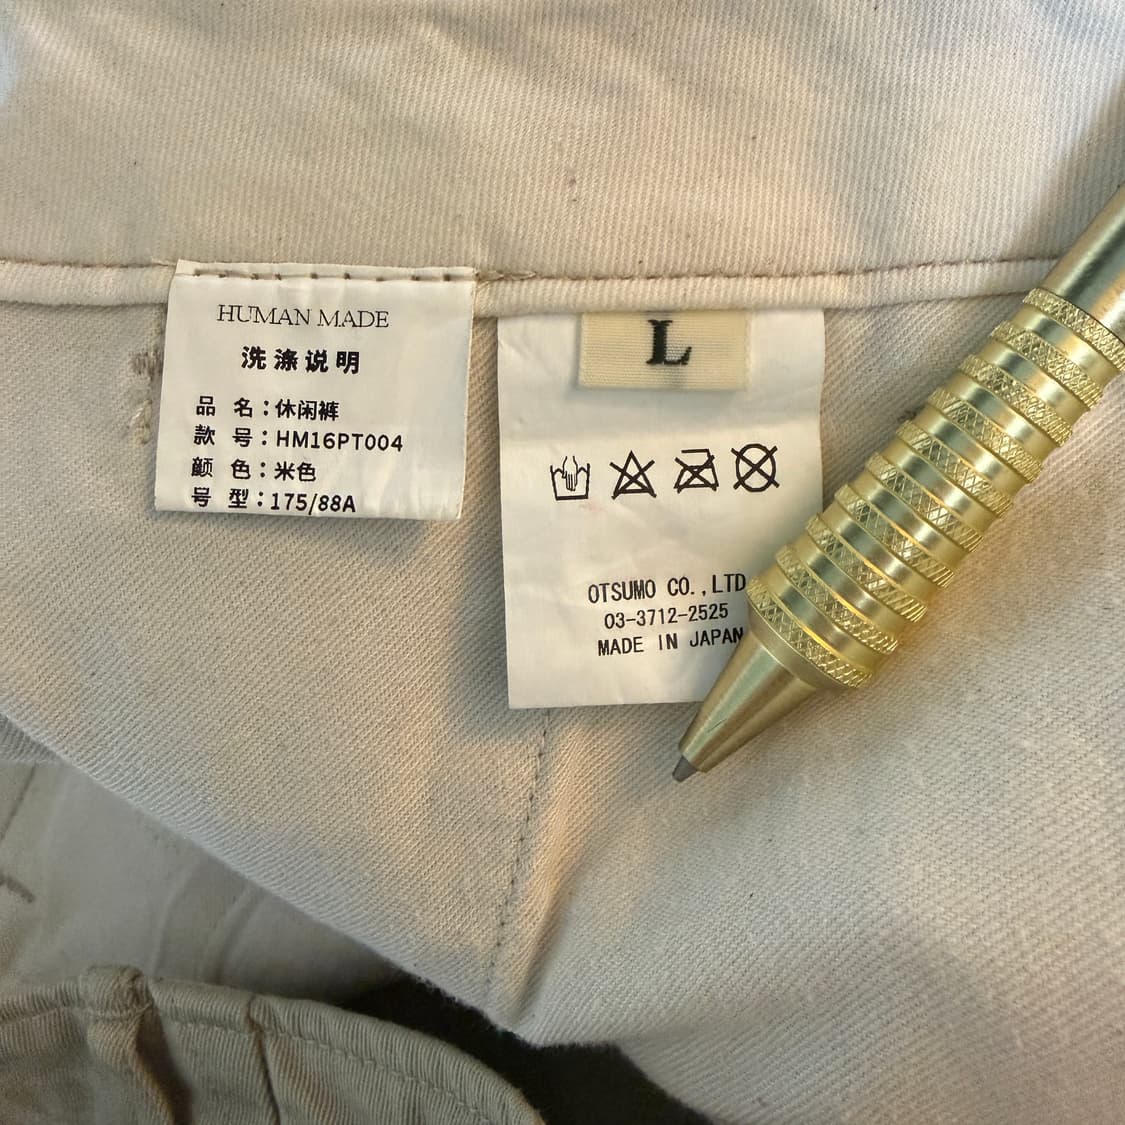 HUMAN MADE
洗涤说明
品 名：休闲裤
款 号：HM16PT004
颜 色：米色
号 型：175/88A
L
OTSUMO CO.,LTD
03-3712-2525
MADE IN JAPAN